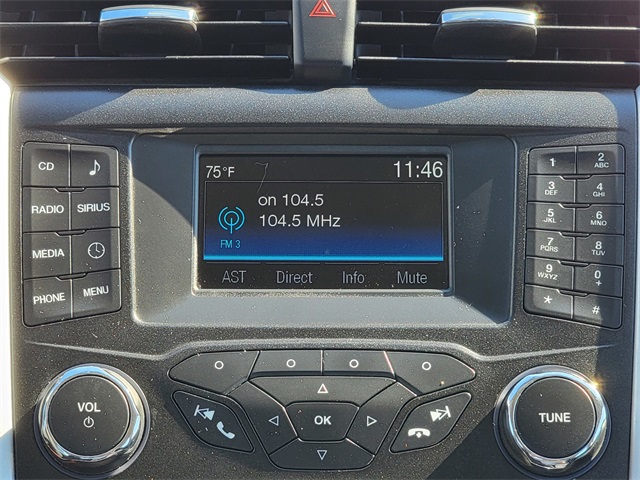 75°F 11:46
on 104.5
104.5 MHz
FM 3
AST Direct Info Mute
CD
RADIO SIRIUS
MEDIA
PHONE MENU
1 2 ABC
3 DEF 4 GHI
5 JKL 6 MNO
7 PQRS 8 TUV
9 WXYZ 0 +
* #
VOL
OK
TUNE